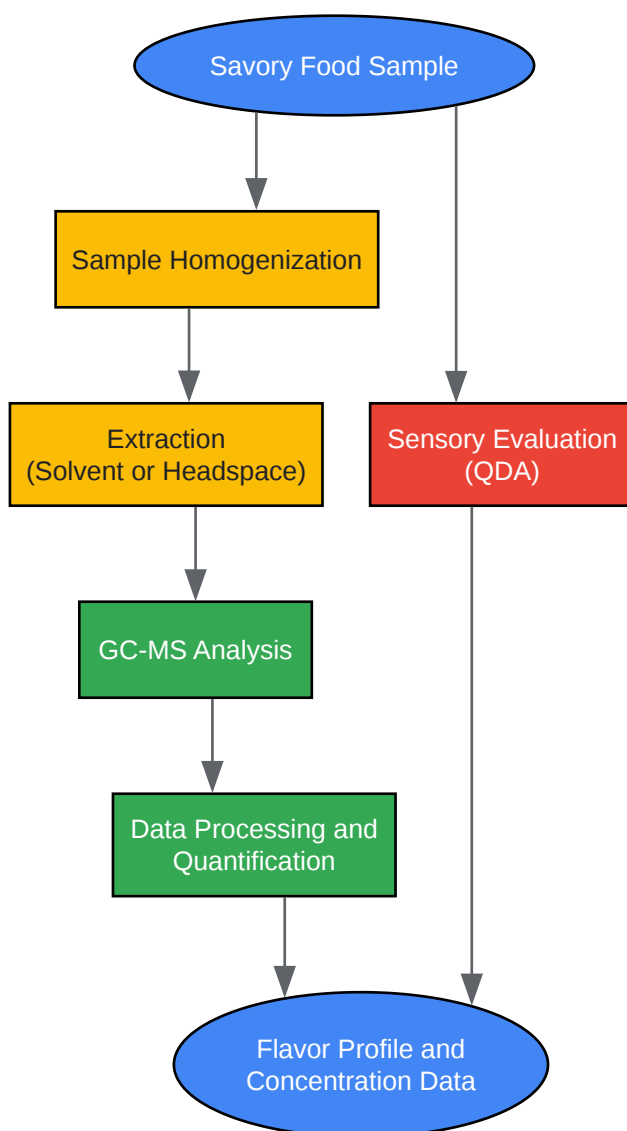 Savory Food Sample
Sample Homogenization
Extraction
(Solvent or Headspace)
Sensory Evaluation
(QDA)
GC-MS Analysis
Data Processing and
Quantification
Flavor Profile and
Concentration Data